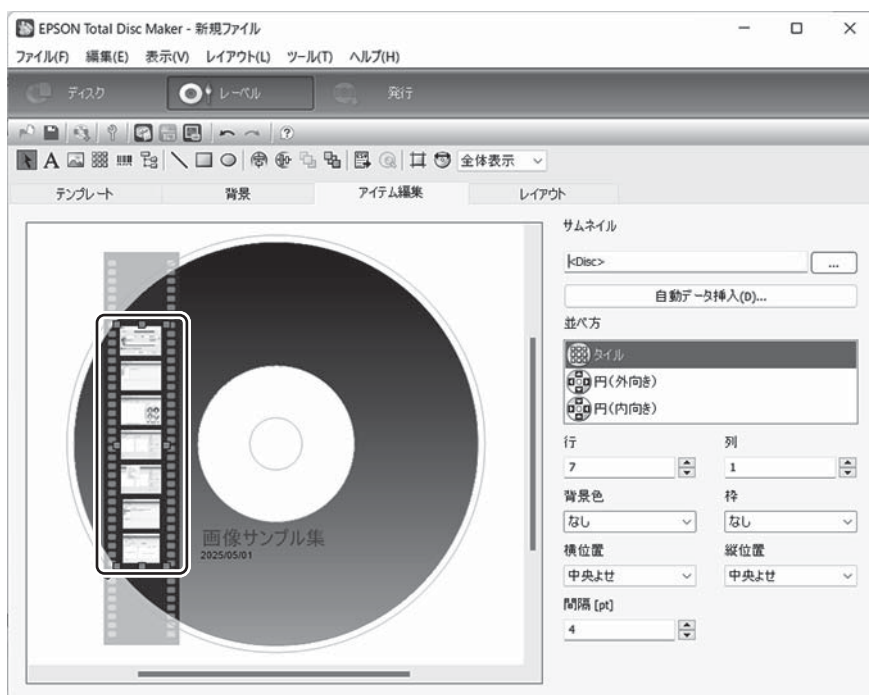 EPSON Total Disc Maker - 新規ファイル
ファイル(F) 編集(E) 表示(V) レイアウト(L) ツール(T) ヘルプ(H)
ディスク レーベル 発行
全体表示
テンプレート 背景 アイテム編集 レイアウト
サムネイル
<Disc> ...
自動データ挿入(D)...
並べ方
タイル
円(外向き)
円(内向き)
行 列
7 1
背景色 枠
なし なし
横位置 縦位置
中央よせ 中央よせ
間隔 [pt]
4
画像サンプル集
2025/05/01